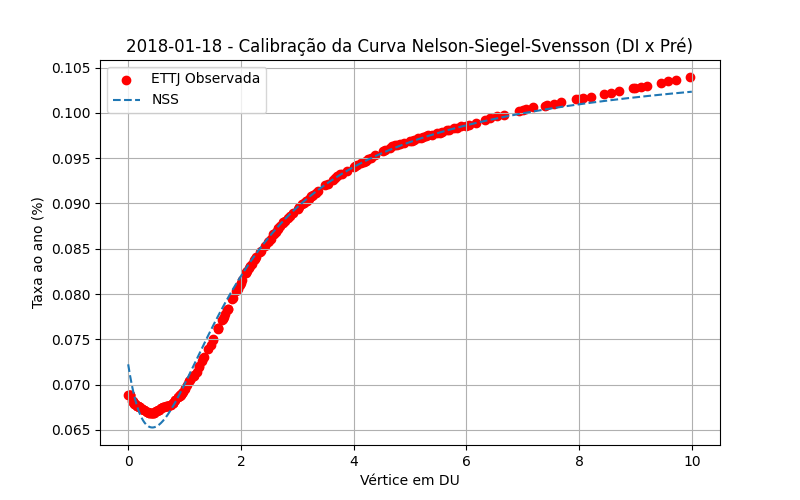 2018-01-18 - Calibração da Curva Nelson-Siegel-Svensson (DI x Pré)
ETTJ Observada
NSS
Taxa ao ano (%)
0.105
0.100
0.095
0.090
0.085
0.080
0.075
0.070
0.065
0 2 4 6 8 10
Vértice em DU